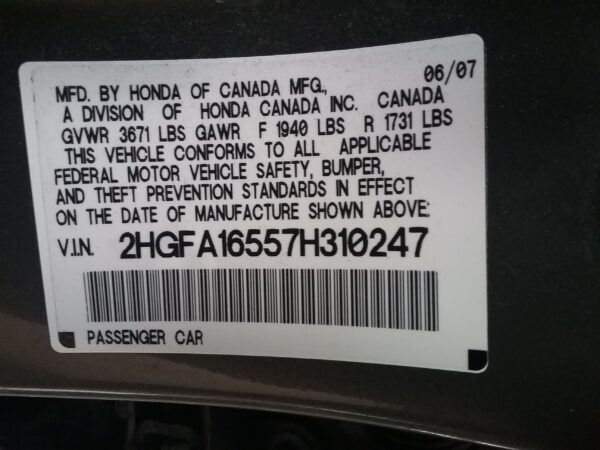 06/07
MFD. BY HONDA OF CANADA MFG.,
A DIVISION OF HONDA CANADA INC. CANADA
GVWR 3671 LBS GAWR F 1940 LBS R 1731 LBS
THIS VEHICLE CONFORMS TO ALL APPLICABLE
FEDERAL MOTOR VEHICLE SAFETY, BUMPER,
AND THEFT PREVENTION STANDARDS IN EFFECT
ON THE DATE OF MANUFACTURE SHOWN ABOVE:
V.I.N. 2HGFA16557H310247
PASSENGER CAR